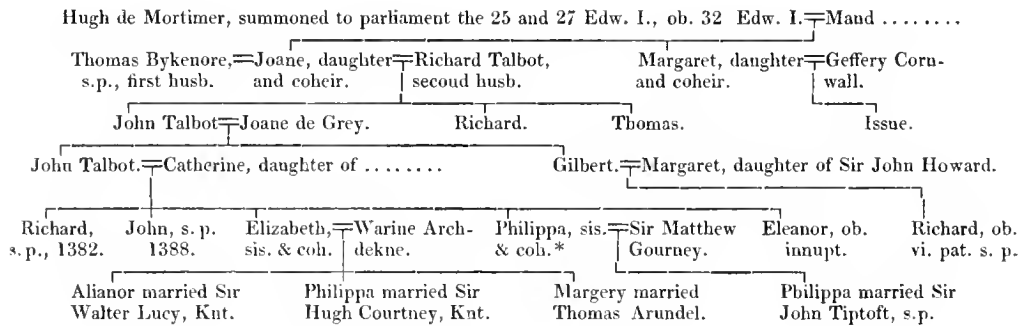 Hugh de Mortimer, summoned to parliament the 25 and 27 Edw. I., ob. 32 Edw. I.=Maud ........
Thomas Bykenore,=Joane, daughter=Richard Talbot, Margaret, daughter=Geffery Corn-
s.p., first husb. and coheir. secoud husb. and coheir. wall.
John Talbot=Joane de Grey. Richard. Thomas. Issue.
John Talbot.=Catherine, daughter of ........ Gilbert.=Margaret, daughter of Sir John Howard.
Richard, John, s. p. Elizabeth,=Warine Arch- Philippa, sis.=Sir Matthew Eleanor, ob. Richard, ob.
s. p., 1382. 1388. sis. & coh. dekne. & coh.* Gourney. innupt. vi. pat. s. p.
Alianor married Sir Philippa married Sir Margery married Philippa married Sir
Walter Lucy, Knt. Hugh Courtney, Knt. Thomas Arundel. John Tiptoft, s.p.